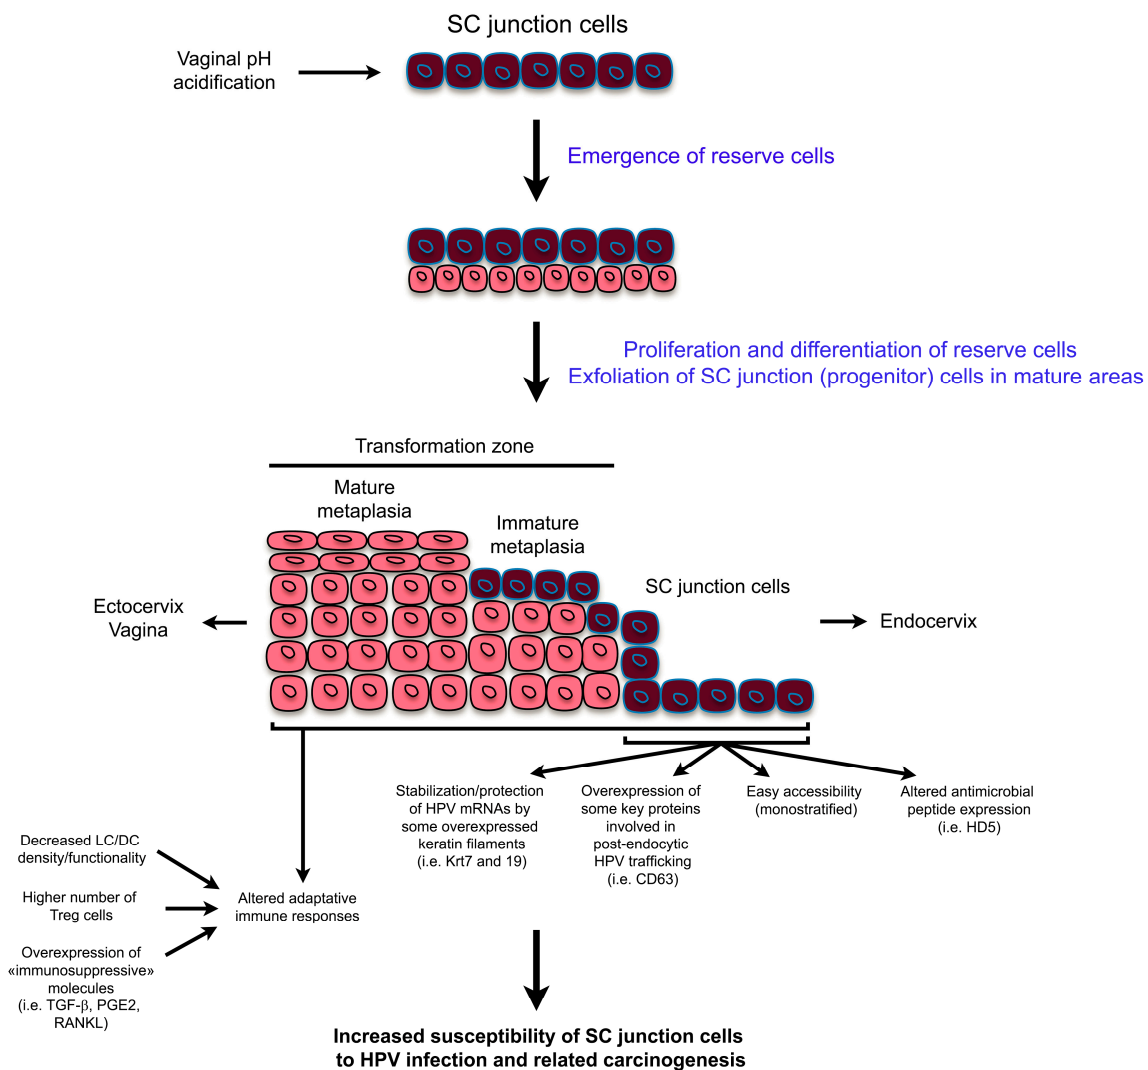 SC junction cells
Vaginal pH
acidification
Emergence of reserve cells
Proliferation and differentiation of reserve cells
Exfoliation of SC junction (progenitor) cells in mature areas
Transformation zone
Mature
metaplasia
Immature
metaplasia
SC junction cells
Ectocervix
Vagina
Endocervix
Stabilization/protection
of HPV mRNAs by
some overexpressed
keratin filaments
(i.e. Krt7 and 19)
Overexpression of
some key proteins
involved in
post-endocytic
HPV trafficking
(i.e. CD63)
Easy accessibility
(monostratified)
Altered antimicrobial
peptide expression
(i.e. HD5)
Decreased LC/DC
density/functionality
Higher number of
Treg cells
Overexpression of
«immunosuppressive»
molecules
(i.e. TGF-β, PGE2,
RANKL)
Altered adaptative
immune responses
Increased susceptibility of SC junction cells
to HPV infection and related carcinogenesis